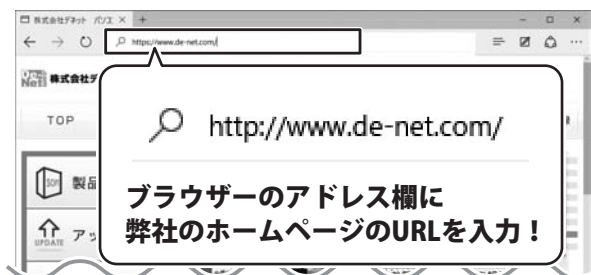 株式会社デネット パソコ × +
https://www.de-net.com/
De Net! 株式会社デ
http://www.de-net.com/
TOP
SOFT 製品
ブラウザーのアドレス欄に
弊社のホームページのURLを入力！
UPDATE アッ